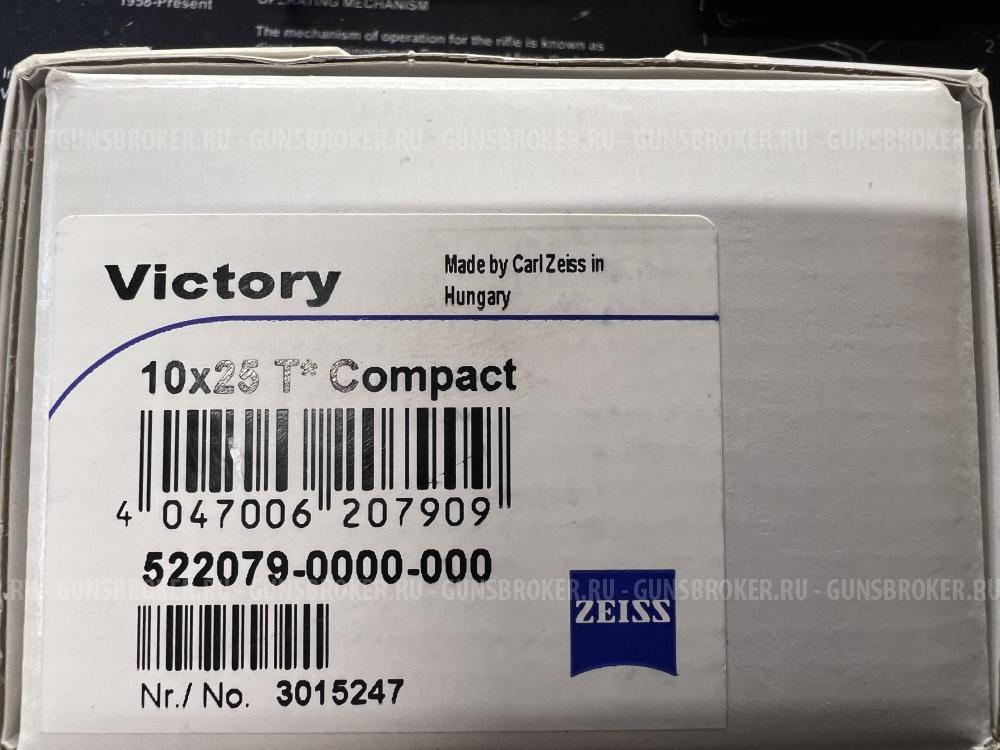 1958-Present
OPERATING MECHANISM
The mechanism of operation for the rifle is known as
GUNSBROKER.RU - GUNSBROKER.RU - GUNSBROKER.RU - GUNSBROKER.RU - GUNSBROKER.RU
Victory
Made by Carl Zeiss in
Hungary
10x25 T* Compact
4 047006 207909
522079-0000-000
GUNSBROKER.RU - GUNSBROKER.RU - GUNSBROKER.RU - GUNSBROKER.RU - GUNSBROKER.RU
ZEISS
Nr./ No. 3015247